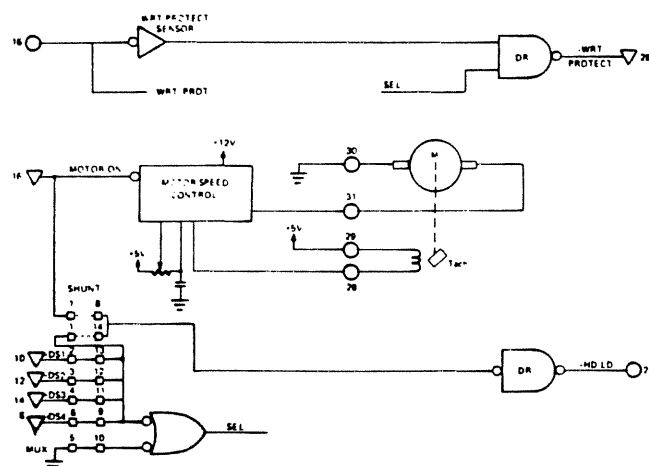 WRT PROTECT
SENSOR
16
DR
-WRT
PROTECT
28
WRT PROT
SEL
+12V
30
M
16
MOTOR ON
MOTOR SPEED
CONTROL
31
+5V
29
+5V
28
Tach
SHUNT
7 8
1 14
10 -DS1 2 13
12 -DS2 3 12
14 -DS3 4 11
6 -DS4 6 9
MUX 5 10
SEL
DR
-HD LD
2